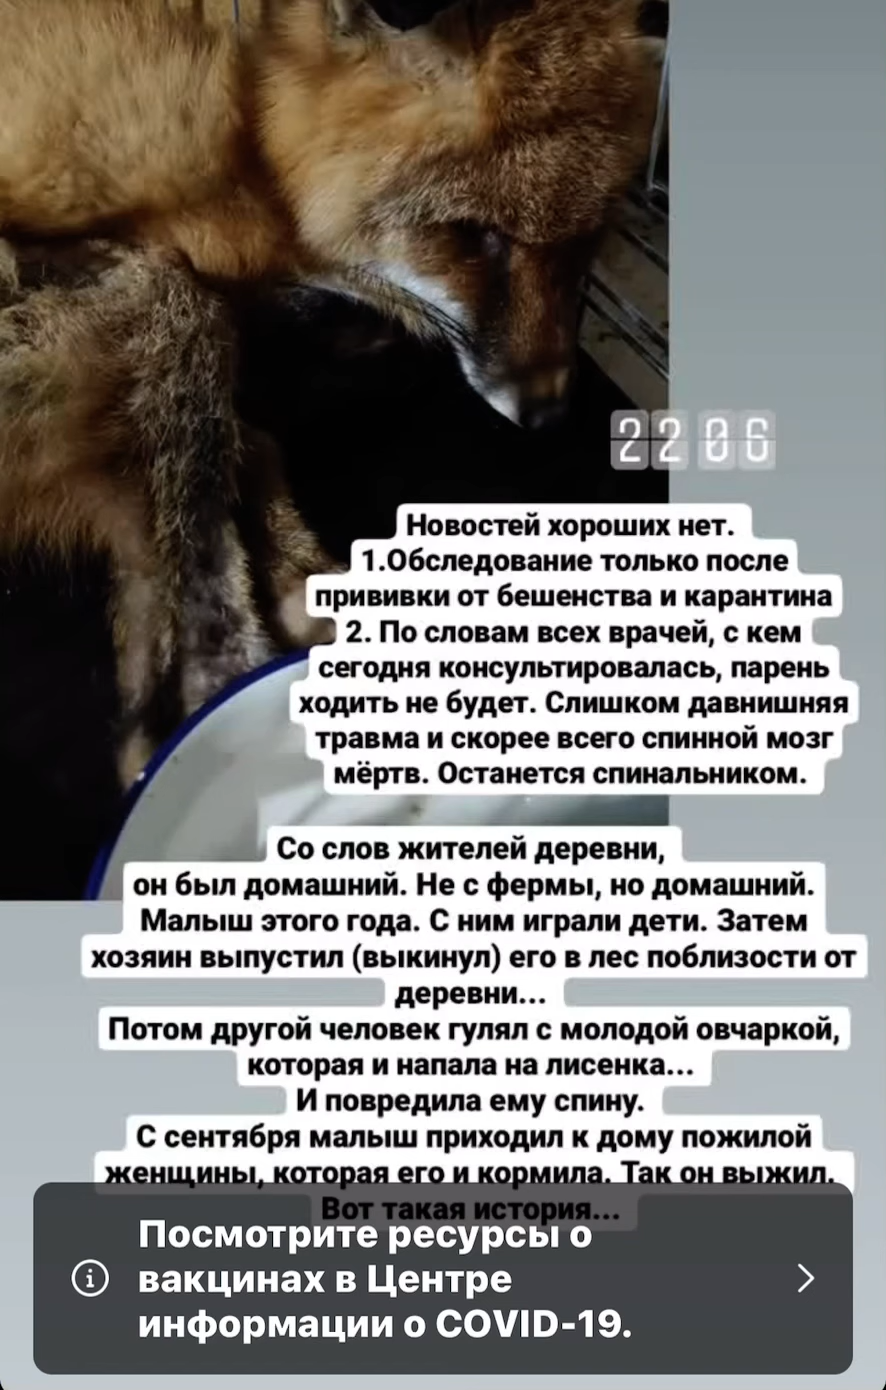 22 06
Новостей хороших нет.
1.Обследование только после
прививки от бешенства и карантина
2. По словам всех врачей, с кем
сегодня консультировалась, парень
ходить не будет. Слишком давнишняя
травма и скорее всего спинной мозг
мёртв. Останется спинальником.
Со слов жителей деревни,
он был домашний. Не с фермы, но домашний.
Малыш этого года. С ним играли дети. Затем
хозяин выпустил (выкинул) его в лес поблизости от
деревни...
Потом другой человек гулял с молодой овчаркой,
которая и напала на лисенка...
И повредила ему спину.
С сентября малыш приходил к дому пожилой
женщины, которая его и кормила. Так он выжил.
Вот такая история...
Посмотрите ресурсы о
вакцинах в Центре
информации о COVID-19.